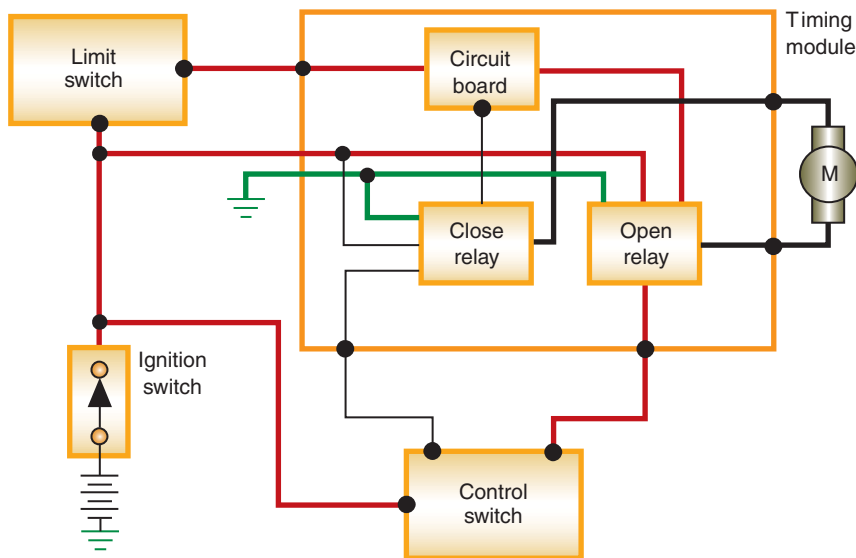 Timing
module
Limit
switch
Circuit
board
M
Close
relay
Open
relay
Ignition
switch
Control
switch